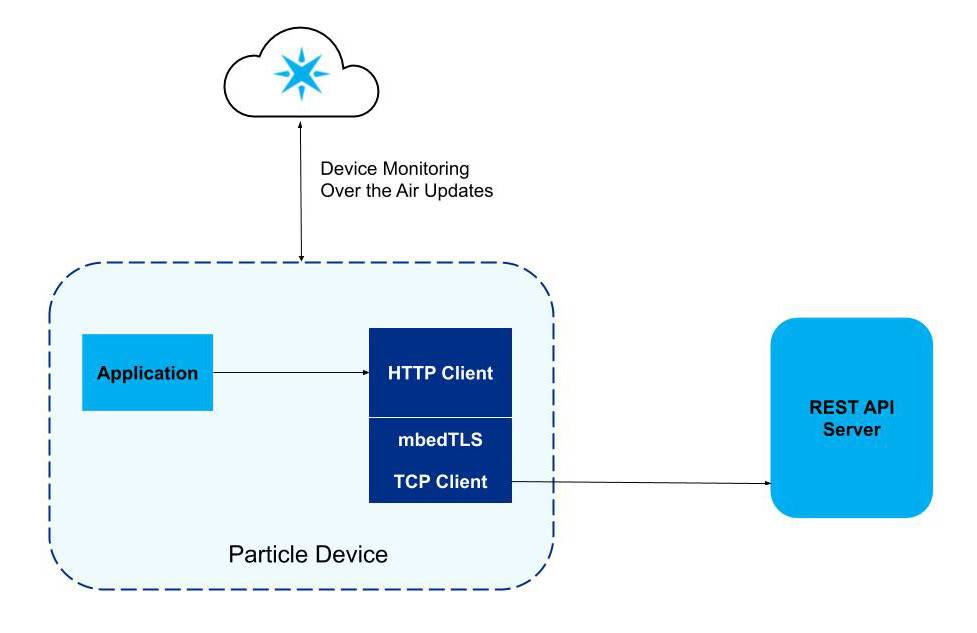 Device Monitoring
Over the Air Updates
Application
HTTP Client
mbedTLS
TCP Client
REST API
Server
Particle Device